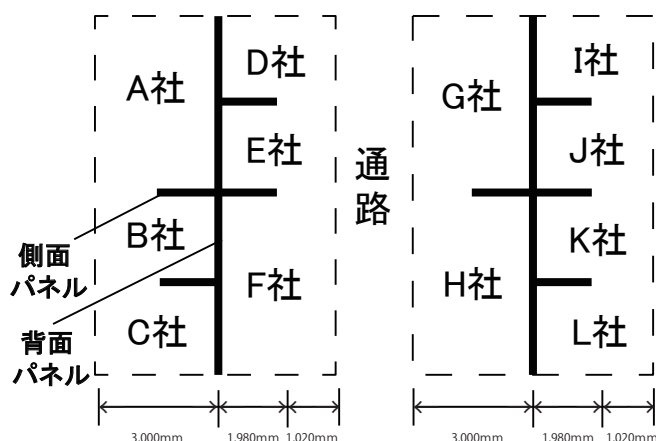 A社
D社
E社
B社
F社
C社
側面
パネル
背面
パネル
通
路
G社
I社
J社
K社
H社
L社
3,000mm
1,980mm
1,020mm
3,000mm
1,980mm
1,020mm